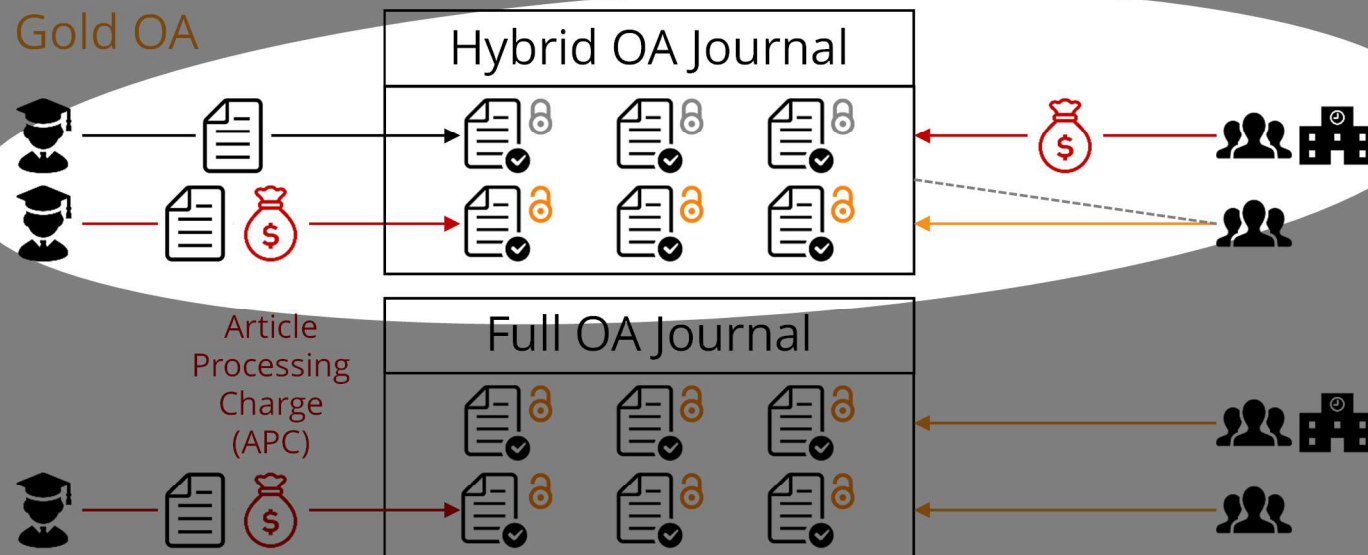 Gold OA
Hybrid OA Journal
$
$
Article
Processing
Charge
(APC)
Full OA Journal
$